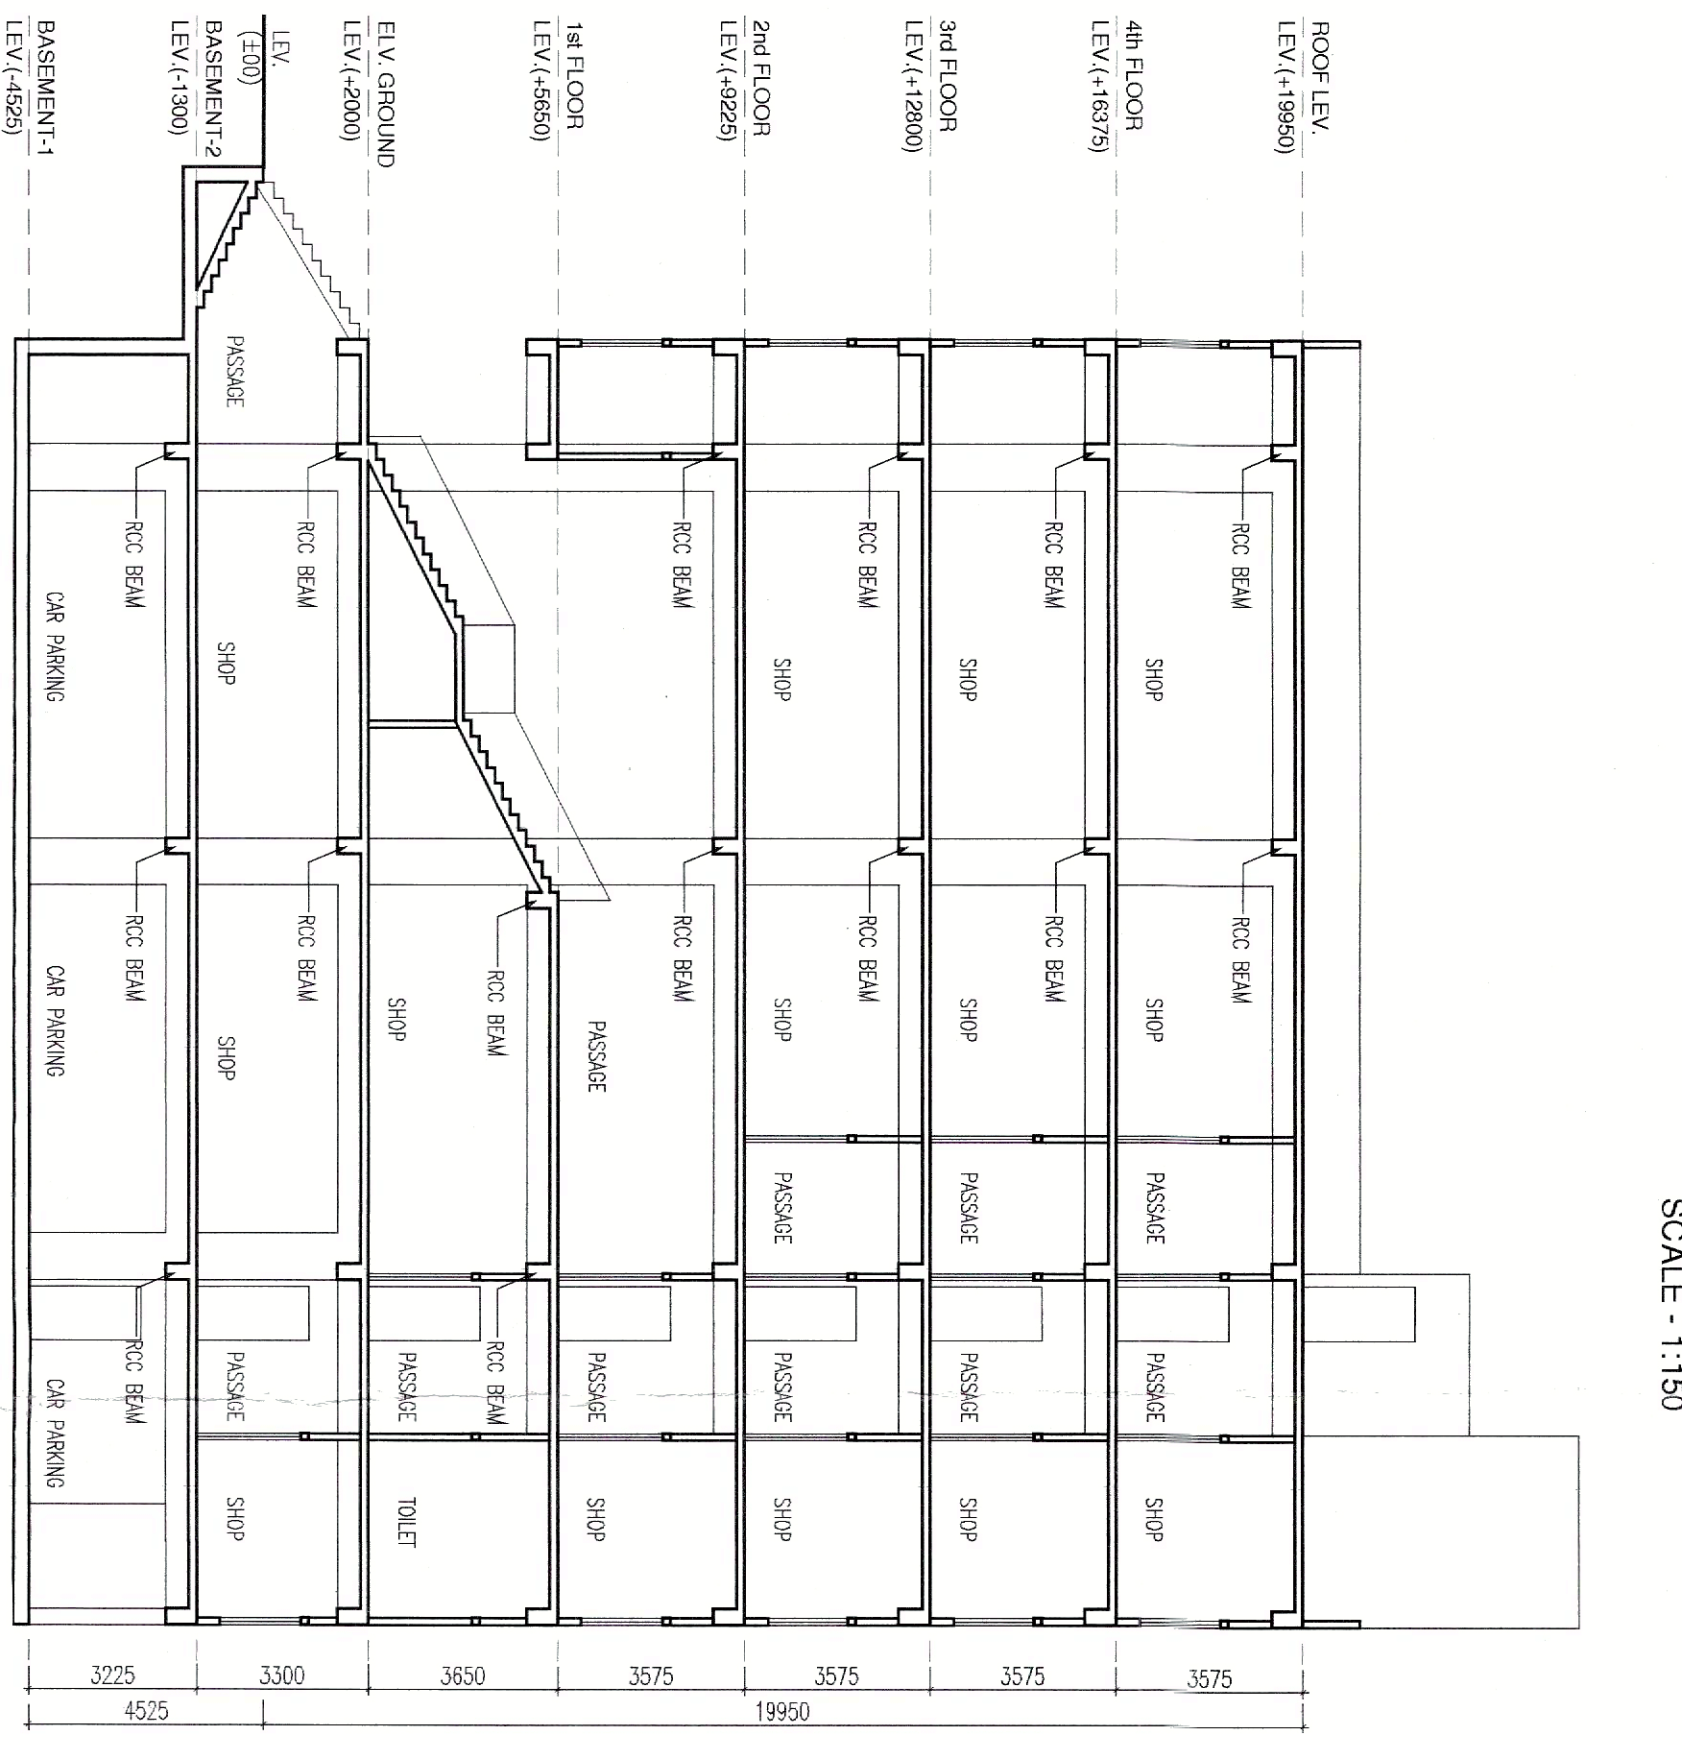 SCALE - 1:150
ROOF LEV.
LEV.(+19950)
RCC BEAM
RCC BEAM
3575
SHOP
SHOP
PASSAGE
PASSAGE
SHOP
4th FLOOR
LEV.(+16375)
RCC BEAM
RCC BEAM
3575
SHOP
SHOP
PASSAGE
PASSAGE
SHOP
3rd FLOOR
LEV.(+12800)
RCC BEAM
RCC BEAM
3575
SHOP
SHOP
PASSAGE
PASSAGE
SHOP
2nd FLOOR
LEV.(+9225)
RCC BEAM
RCC BEAM
3575
PASSAGE
PASSAGE
SHOP
1st FLOOR
LEV.(+5650)
RCC BEAM
RCC BEAM
3650
SHOP
PASSAGE
TOILET
ELV. GROUND
LEV.(+2000)
RCC BEAM
RCC BEAM
3300
LEV.
(±00)
PASSAGE
SHOP
SHOP
PASSAGE
SHOP
BASEMENT-2
LEV.(-1300)
RCC BEAM
RCC BEAM
RCC BEAM
3225
CAR PARKING
CAR PARKING
CAR PARKING
BASEMENT-1
LEV.(-4525)
19950
4525